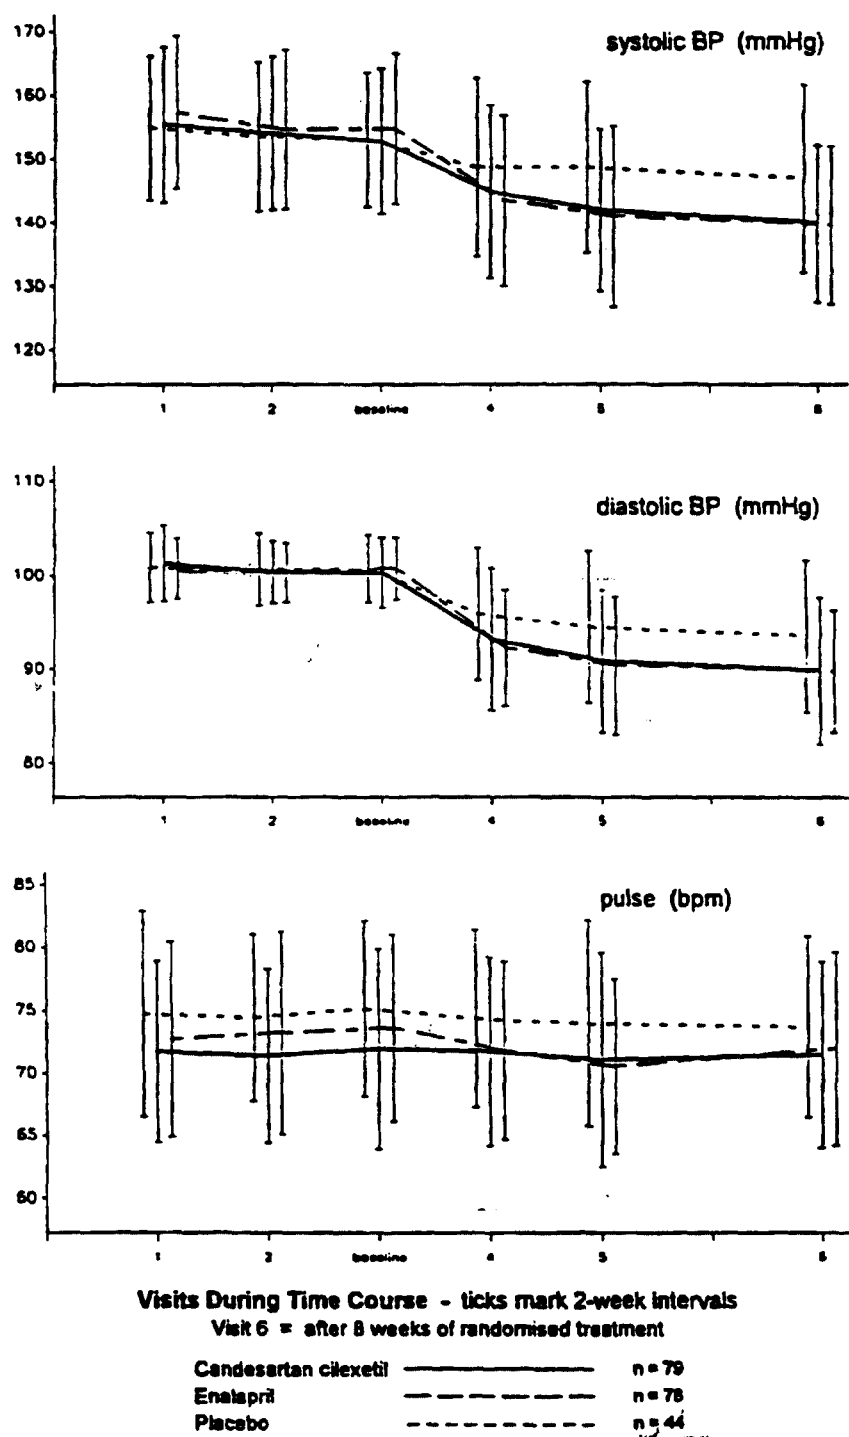 systolic BP (mmHg)
170
160
150
140
130
120
1 2 baseline 4 5 6
diastolic BP (mmHg)
110
100
90
80
1 2 baseline 4 5 6
pulse (bpm)
85
60
75
70
65
60
1 2 baseline 4 5 6
Visits During Time Course - ticks mark 2-week intervals
Visit 6 = after 8 weeks of randomised treatment
Candesartan cilexetil n = 79
Enalapril n = 78
Placebo n = 44